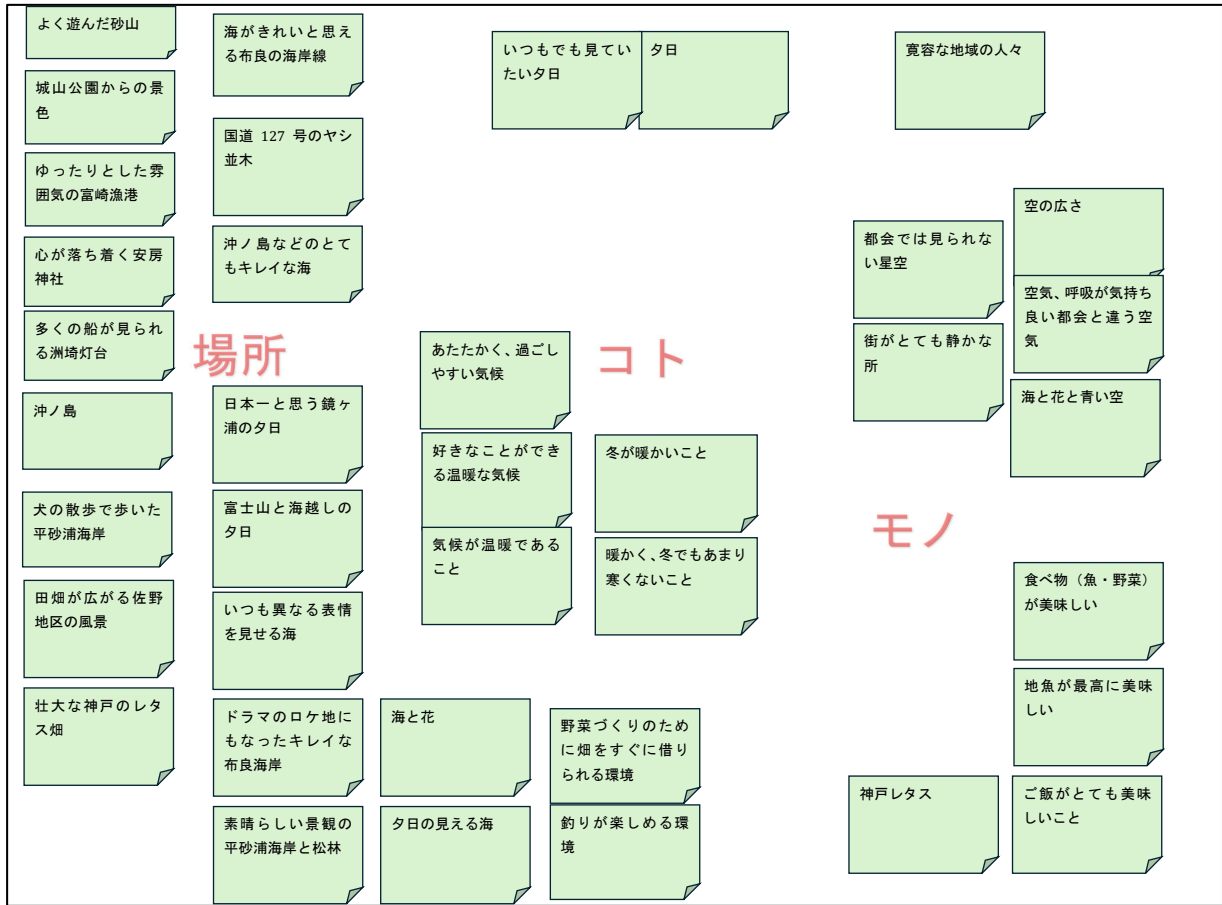 よく遊んだ砂山
城山公園からの景
色
ゆったりとした雰
囲気の富崎漁港
心が落ち着く安房
神社
多くの船が見られ
る洲埼灯台
沖ノ島
犬の散歩で歩いた
平砂浦海岸
田畑が広がる佐野
地区の風景
壮大な神戸のレタ
ス畑
海がきれいと思え
る布良の海岸線
国道 127 号のヤシ
並木
沖ノ島などのとて
もキレイな海
場所
日本一と思う鏡ヶ
浦の夕日
富士山と海越しの
夕日
いつも異なる表情
を見せる海
ドラマのロケ地に
もなったキレイな
布良海岸
素晴らしい景観の
平砂浦海岸と松林
海と花
夕日の見える海
いつもでも見てい
たい夕日
夕日
コト
あたたかく、過ごし
やすい気候
好きなことができ
る温暖な気候
気候が温暖である
こと
冬が暖かいこと
暖かく、冬でもあまり
寒くないこと
野菜づくりのため
に畑をすぐに借り
られる環境
釣りが楽しめる環
境
寛容な地域の人々
都会では見られな
い星空
街がとても静かな
所
空の広さ
空気、呼吸が気持ち
良い都会と違う空
気
海と花と青い空
モノ
食べ物（魚・野菜）
が美味しい
地魚が最高に美味
しい
神戸レタス
ご飯がとても美味
しいこと